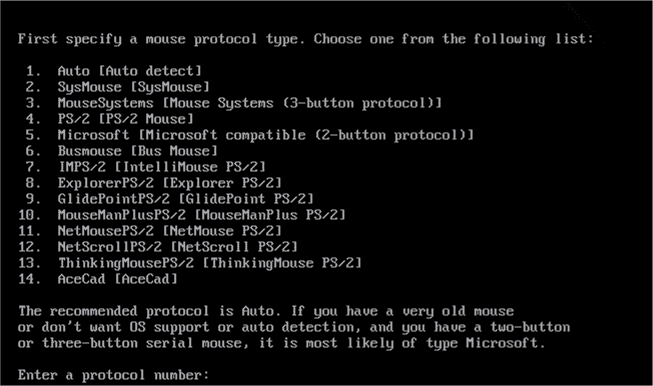 First specify a mouse protocol type. Choose one from the following list:
1. Auto [Auto detect]
2. SysMouse [SysMouse]
3. MouseSystems [Mouse Systems (3-button protocol)]
4. PS/2 [PS/2 Mouse]
5. Microsoft [Microsoft compatible (2-button protocol)]
6. Busmouse [Bus Mouse]
7. IMPS/2 [IntelliMouse PS/2]
8. ExplorerPS/2 [Explorer PS/2]
9. GlidePointPS/2 [GlidePoint PS/2]
10. MouseManPlusPS/2 [MouseManPlus PS/2]
11. NetMousePS/2 [NetMouse PS/2]
12. NetScrollPS/2 [NetScroll PS/2]
13. ThinkingMousePS/2 [ThinkingMouse PS/2]
14. AceCad [AceCad]
The recommended protocol is Auto. If you have a very old mouse
or don't want OS support or auto detection, and you have a two-button
or three-button serial mouse, it is most likely of type Microsoft.
Enter a protocol number: